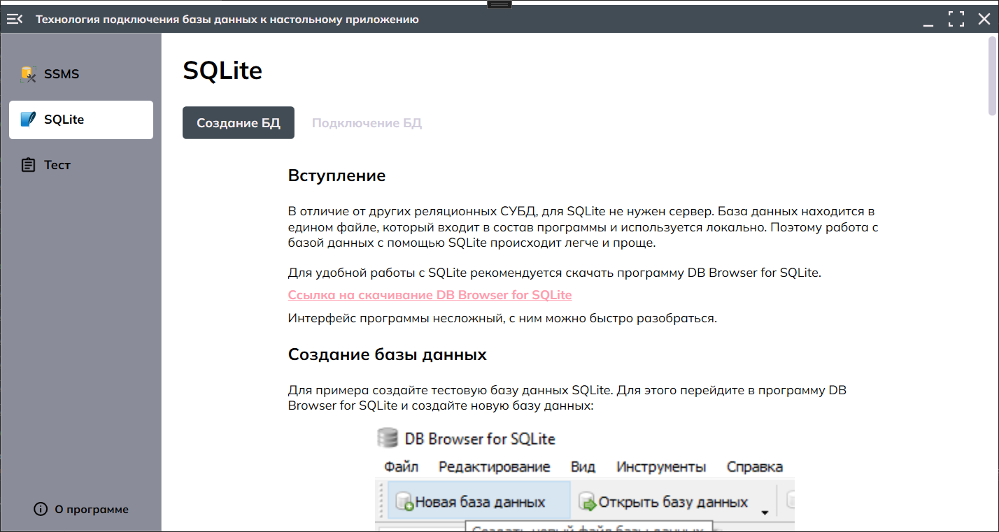 Технология подключения базы данных к настольному приложению
SSMS
SQLite
Тест
О программе
SQLite
Создание БД
Подключение БД
Вступление
В отличие от других реляционных СУБД, для SQLite не нужен сервер. База данных находится в
едином файле, который входит в состав программы и используется локально. Поэтому работа с
базой данных с помощью SQLite происходит легче и проще.
Для удобной работы с SQLite рекомендуется скачать программу DB Browser for SQLite.
Ссылка на скачивание DB Browser for SQLite
Интерфейс программы несложный, с ним можно быстро разобраться.
Создание базы данных
Для примера создайте тестовую базу данных SQLite. Для этого перейдите в программу DB
Browser for SQLite и создайте новую базу данных:
DB Browser for SQLite
Файл Редактирование Вид Инструменты Справка
Новая база данных Открыть базу данных
Создать новый файл базы данных